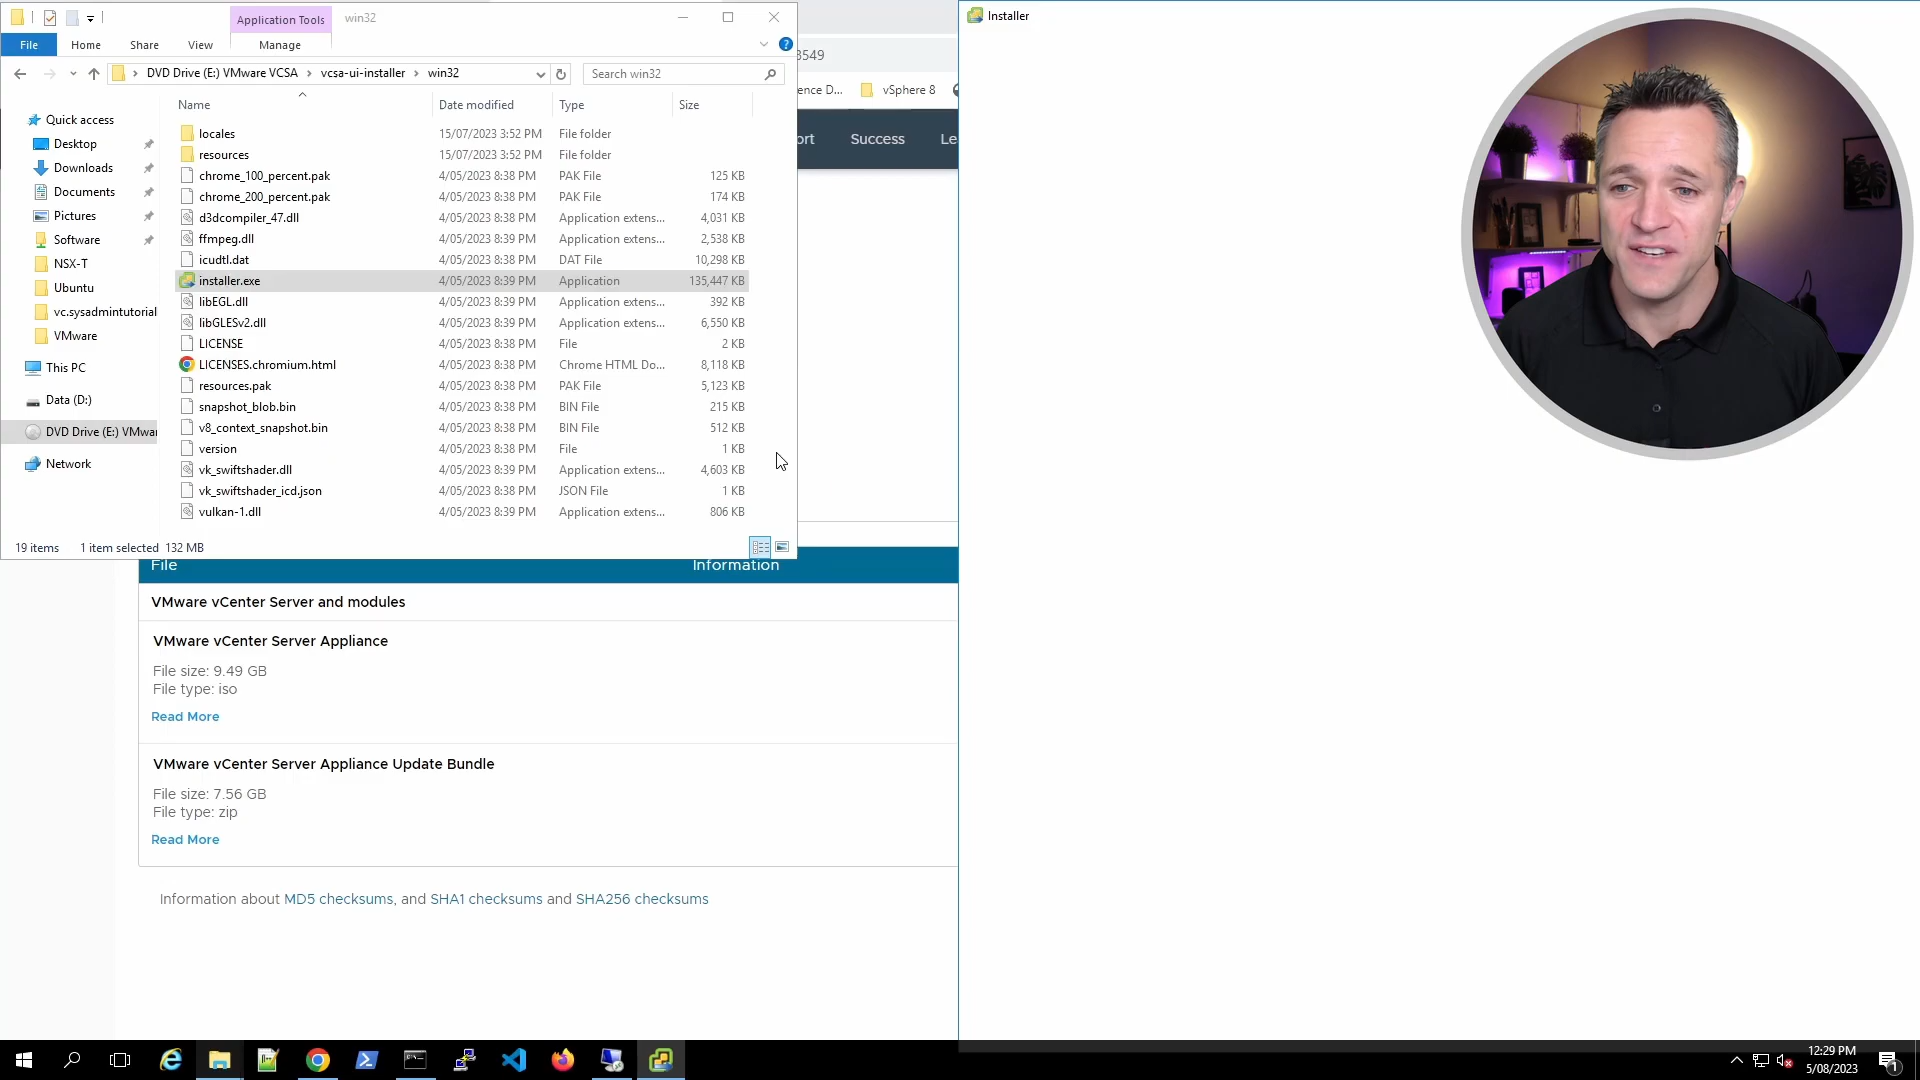 Application Tools
win32
File
Home
Share
View
Manage
DVD Drive (E:) VMware VCSA
vcsa-ui-installer
win32
Search win32
Name
Date modified
Type
Size
Quick access
Desktop
Downloads
Documents
Pictures
Software
NSX-T
Ubuntu
vc.sysadmintutorial
VMware
This PC
Data (D:)
DVD Drive (E:) VMwar
Network
locales 15/07/2023 3:52 PM File folder
resources 15/07/2023 3:52 PM File folder
chrome_100_percent.pak 4/05/2023 8:38 PM PAK File 125 KB
chrome_200_percent.pak 4/05/2023 8:38 PM PAK File 174 KB
d3dcompiler_47.dll 4/05/2023 8:38 PM Application extens... 4,031 KB
ffmpeg.dll 4/05/2023 8:39 PM Application extens... 2,538 KB
icudtl.dat 4/05/2023 8:38 PM DAT File 10,298 KB
installer.exe 4/05/2023 8:39 PM Application 135,447 KB
libEGL.dll 4/05/2023 8:39 PM Application extens... 392 KB
libGLESv2.dll 4/05/2023 8:39 PM Application extens... 6,550 KB
LICENSE 4/05/2023 8:38 PM File 2 KB
LICENSES.chromium.html 4/05/2023 8:38 PM Chrome HTML Do... 8,118 KB
resources.pak 4/05/2023 8:38 PM PAK File 5,123 KB
snapshot_blob.bin 4/05/2023 8:38 PM BIN File 215 KB
v8_context_snapshot.bin 4/05/2023 8:38 PM BIN File 512 KB
version 4/05/2023 8:38 PM File 1 KB
vk_swiftshader.dll 4/05/2023 8:39 PM Application extens... 4,603 KB
vk_swiftshader_icd.json 4/05/2023 8:38 PM JSON File 1 KB
vulkan-1.dll 4/05/2023 8:39 PM Application extens... 806 KB
19 items 1 item selected 132 MB
3549
ence D... vSphere 8
ort Success Le
Installer
File Information
VMware vCenter Server and modules
VMware vCenter Server Appliance
File size: 9.49 GB
File type: iso
Read More
VMware vCenter Server Appliance Update Bundle
File size: 7.56 GB
File type: zip
Read More
Information about MD5 checksums, and SHA1 checksums and SHA256 checksums
12:29 PM
5/08/2023
1